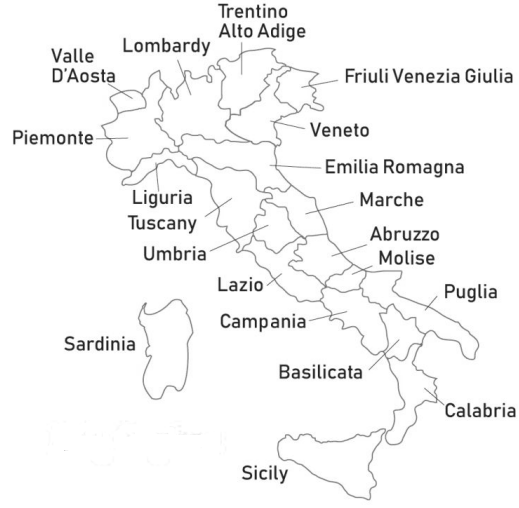 Trentino
Alto Adige
Lombardy
Valle
D'Aosta
Friuli Venezia Giulia
Piemonte
Veneto
Emilia Romagna
Liguria
Marche
Tuscany
Abruzzo
Umbria
Molise
Lazio
Puglia
Campania
Sardinia
Basilicata
Calabria
Sicily